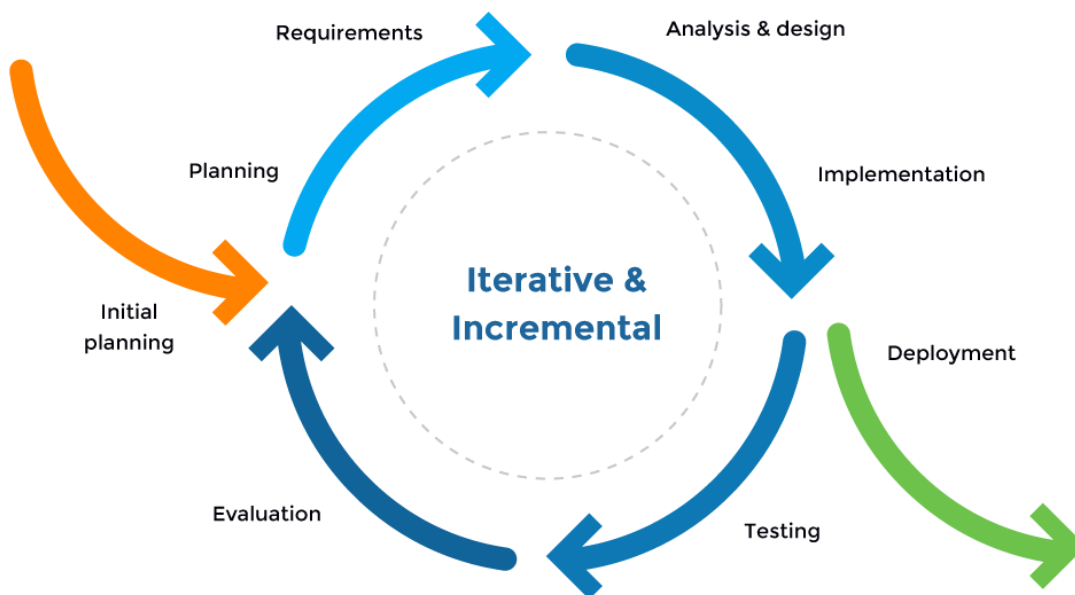 Requirements
Analysis & design
Planning
Implementation
Iterative &
Incremental
Initial
planning
Deployment
Evaluation
Testing